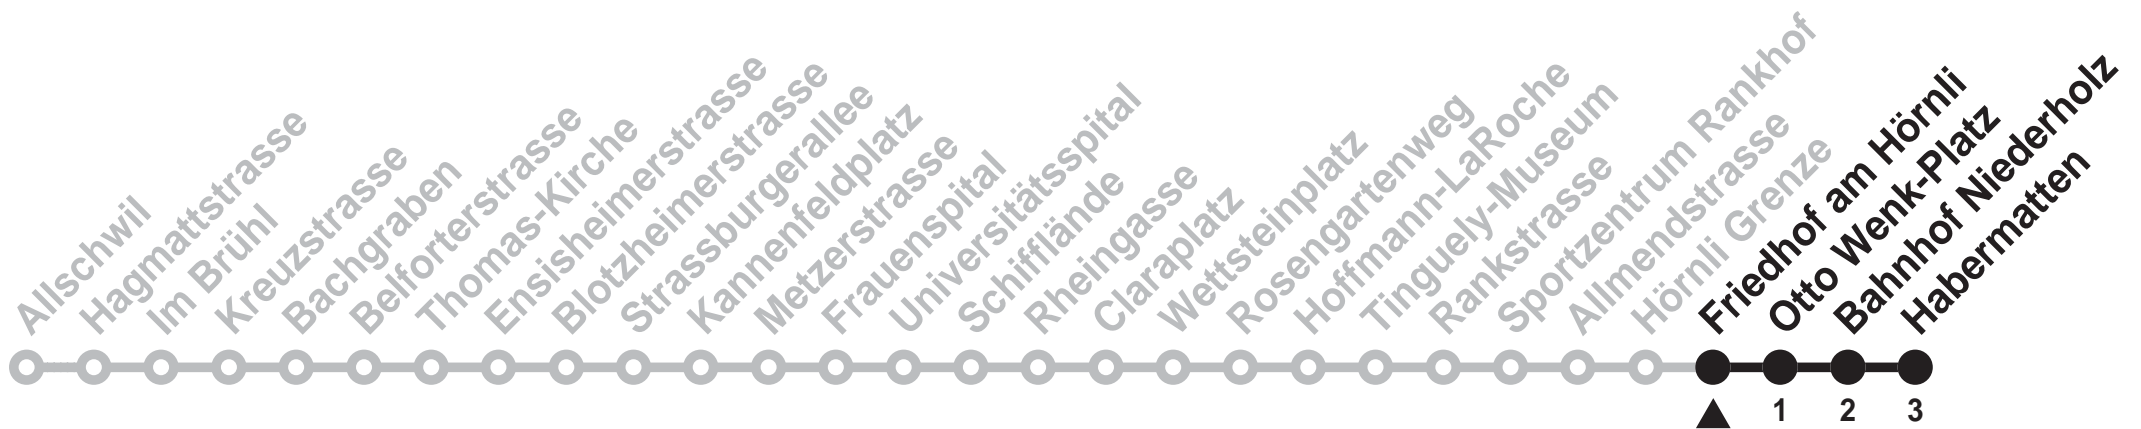 Allschwil
Hagmattstrasse
Im Brühl
Kreuzstrasse
Bachgraben
Belforterstrasse
Thomas-Kirche
Ensisheimerstrasse
Blotzheimerstrasse
Strassburgerallee
Kannenfeldplatz
Metzerstrasse
Frauenspital
Universitätsspital
Schifflände
Rheingasse
Claraplatz
Wettsteinplatz
Rosengartenweg
Hoffmann-LaRoche
Tinguely-Museum
Rankstrasse
Sportzentrum Rankhof
Allmendstrasse
Hörnli Grenze
Friedhof am Hörnli
Otto Wenk-Platz
Bahnhof Niederholz
Habermatten
1 2 3